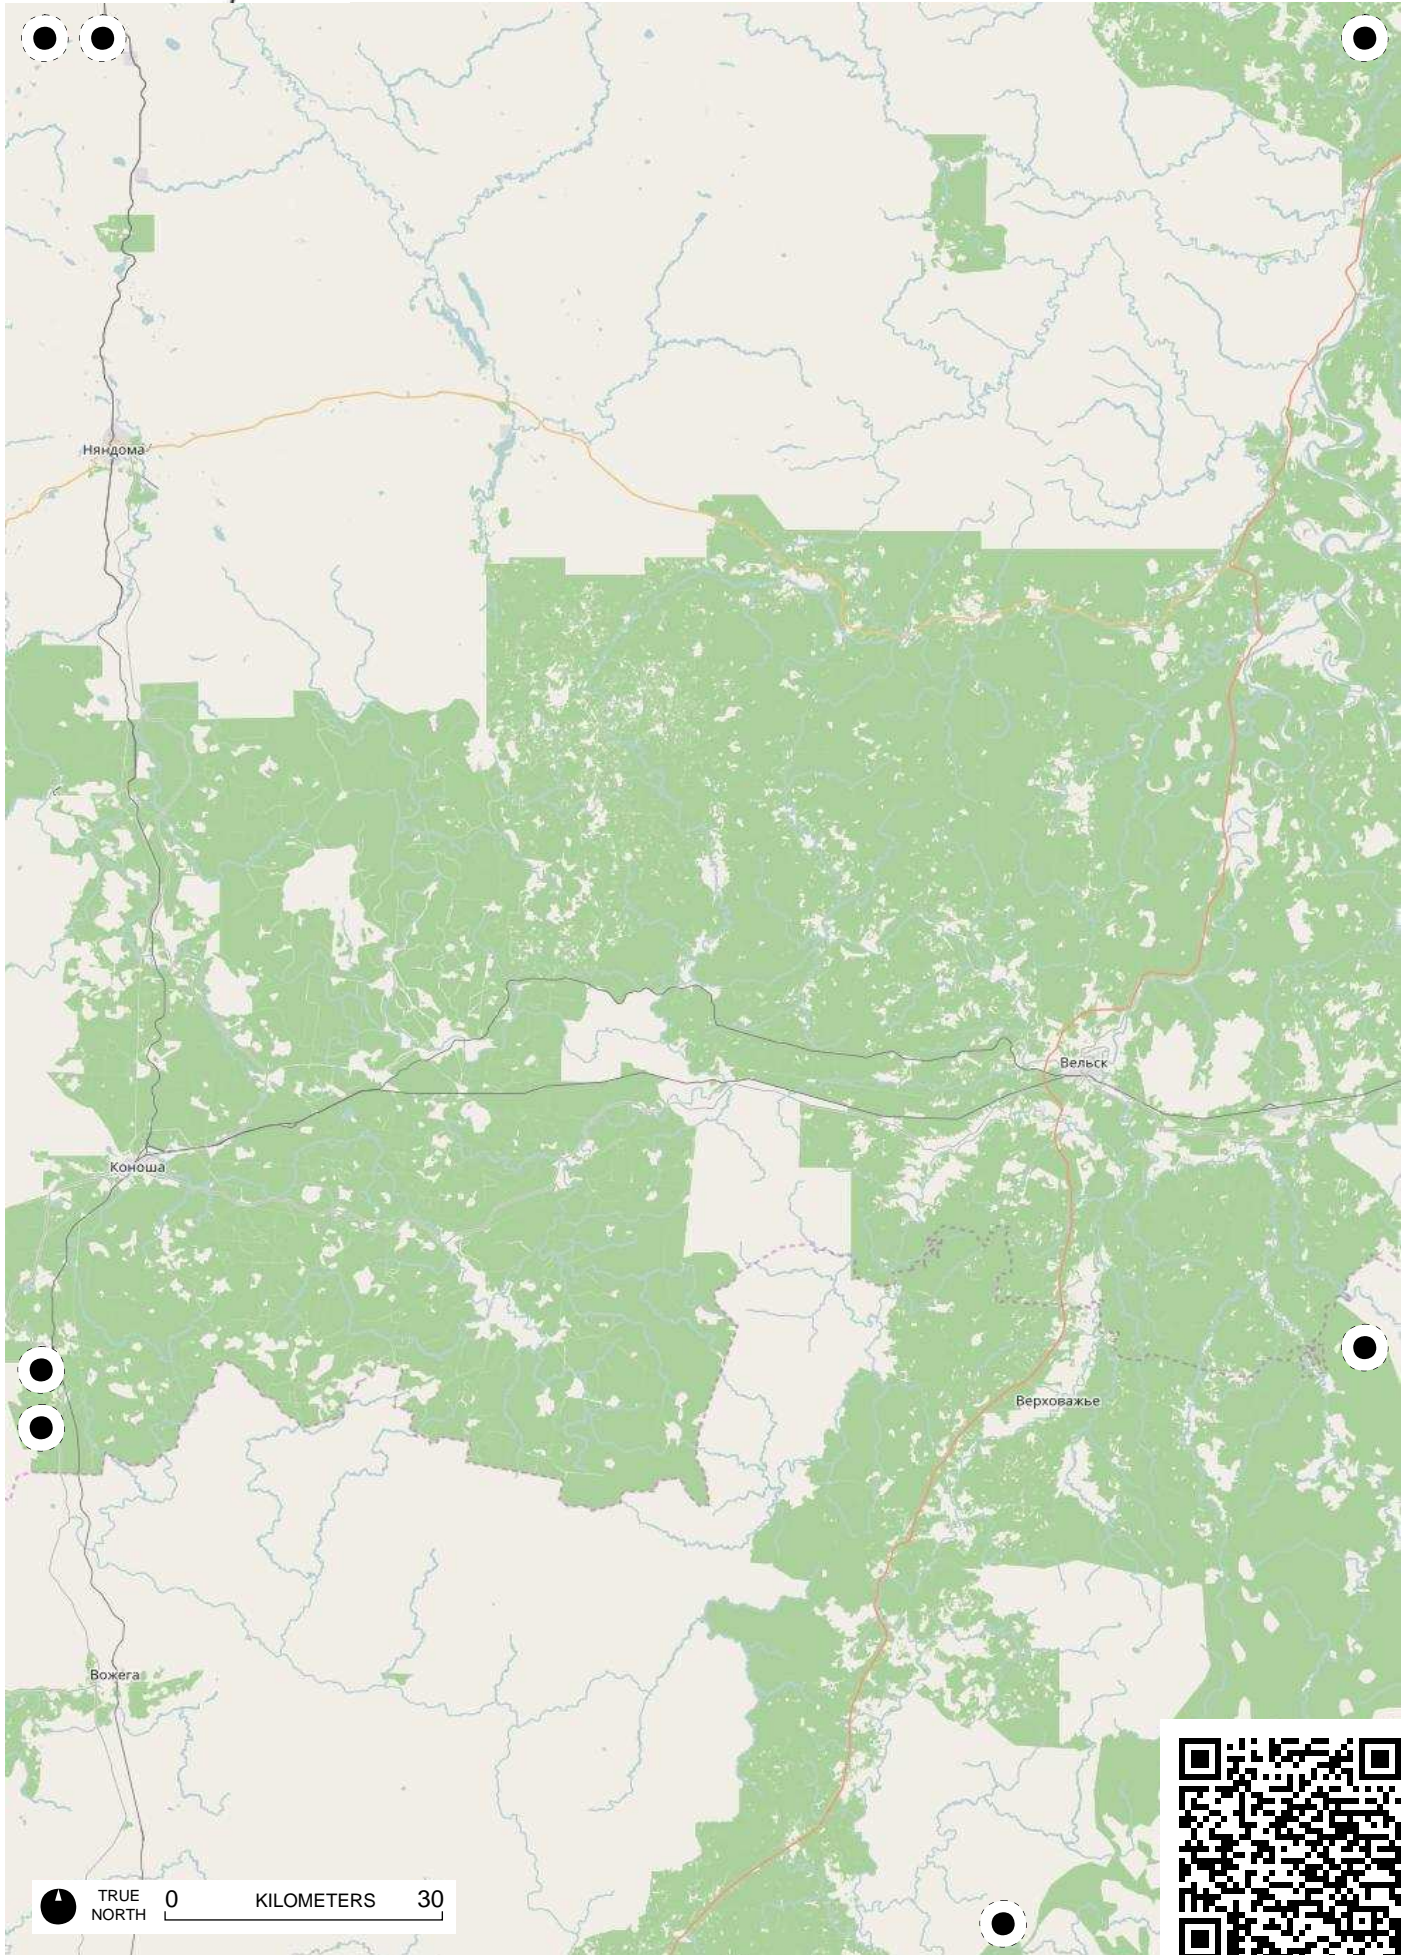 Няндома
Вельск
Коноша
Верховажье
Вожега
TRUE NORTH
0 KILOMETERS 30